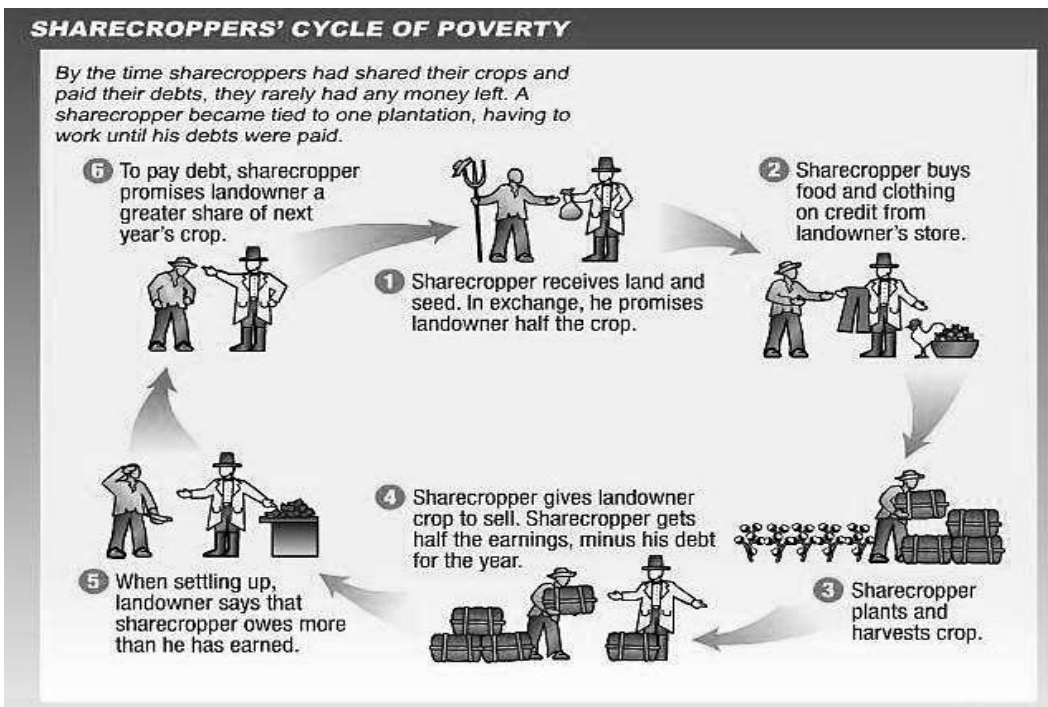 SHARECROPPERS' CYCLE OF POVERTY
By the time sharecroppers had shared their crops and
paid their debts, they rarely had any money left. A
sharecropper became tied to one plantation, having to
work until his debts were paid.
1 Sharecropper receives land and
seed. In exchange, he promises
landowner half the crop.
2 Sharecropper buys
food and clothing
on credit from
landowner's store.
3 Sharecropper
plants and
harvests crop.
4 Sharecropper gives landowner
crop to sell. Sharecropper gets
half the earnings, minus his debt
for the year.
5 When settling up,
landowner says that
sharecropper owes more
than he has earned.
6 To pay debt, sharecropper
promises landowner a
greater share of next
year's crop.